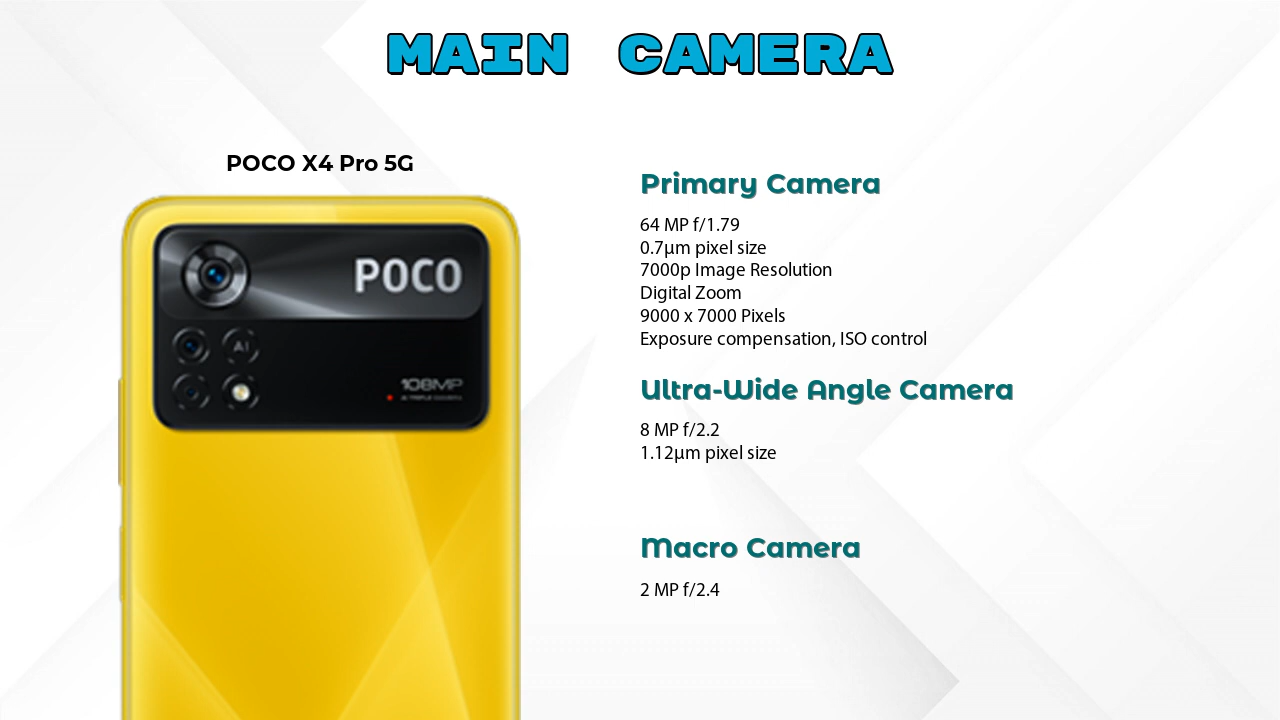 MAIN CAMERA
POCO X4 Pro 5G
POCO
AI
108MP
Primary Camera
64 MP f/1.79
0.7μm pixel size
7000p Image Resolution
Digital Zoom
9000 x 7000 Pixels
Exposure compensation, ISO control
Ultra-Wide Angle Camera
8 MP f/2.2
1.12μm pixel size
Macro Camera
2 MP f/2.4